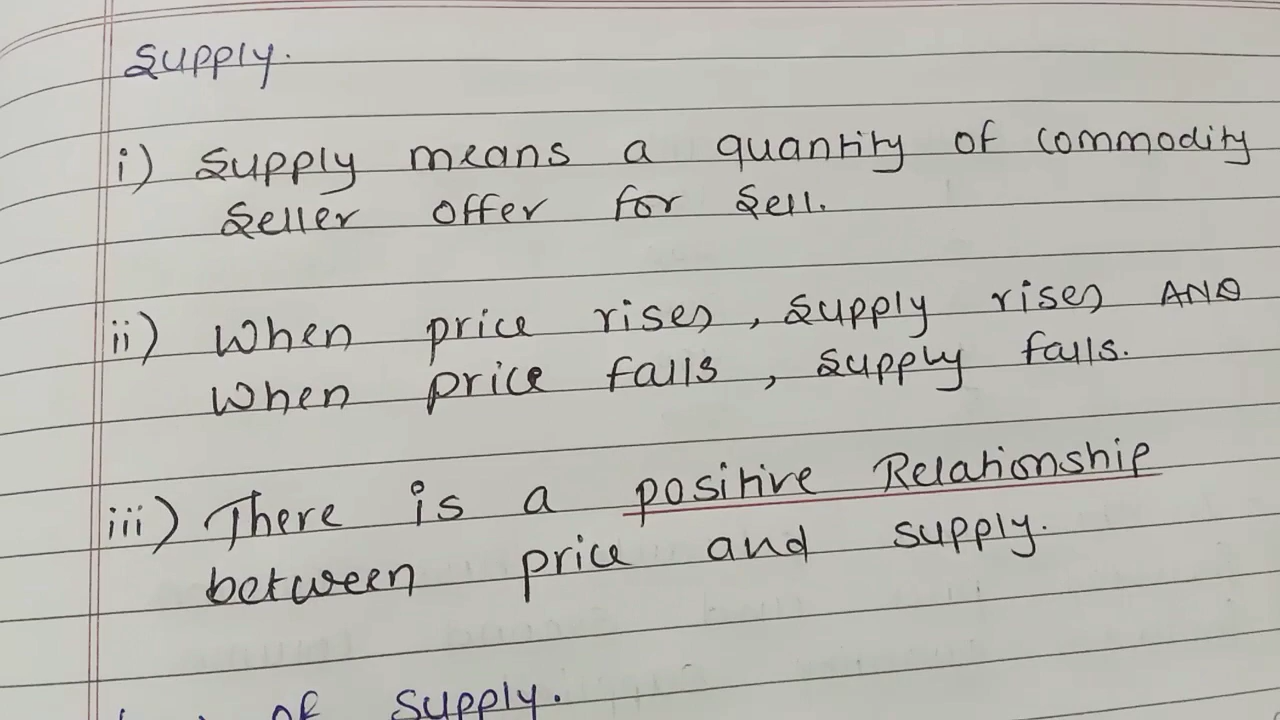 Supply.
i) Supply means a quantity of commodity
Seller offer for Sell.
ii) When price rises, Supply rises AND
When price falls, Supply falls.
iii) There is a positive Relationship
between price and supply.
of supply.